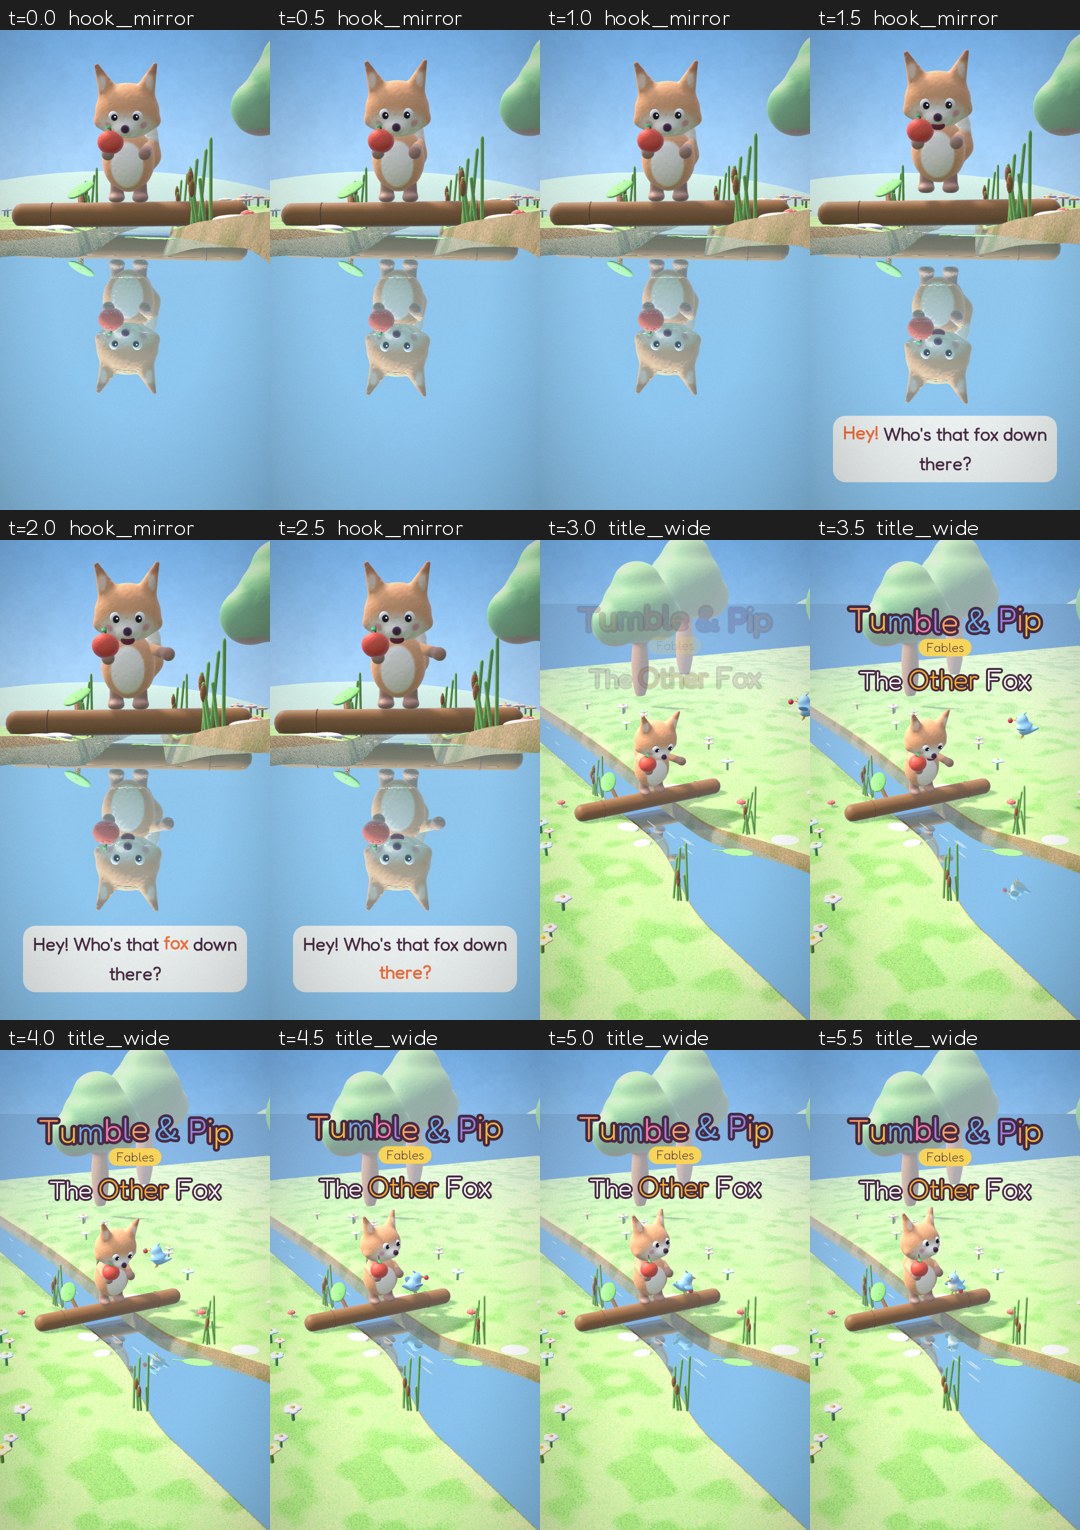 t=0.0 hook_mirror
t=0.5 hook_mirror
t=1.0 hook_mirror
t=1.5 hook_mirror
Hey! Who's that fox down
there?
t=2.0 hook_mirror
t=2.5 hook_mirror
t=3.0 title_wide
t=3.5 title_wide
Hey! Who's that fox down
there?
Hey! Who's that fox down
there?
Tumble & Pip
Fables
The Other Fox
Tumble & Pip
Fables
The Other Fox
t=4.0 title_wide
t=4.5 title_wide
t=5.0 title_wide
t=5.5 title_wide
Tumble & Pip
Fables
The Other Fox
Tumble & Pip
Fables
The Other Fox
Tumble & Pip
Fables
The Other Fox
Tumble & Pip
Fables
The Other Fox